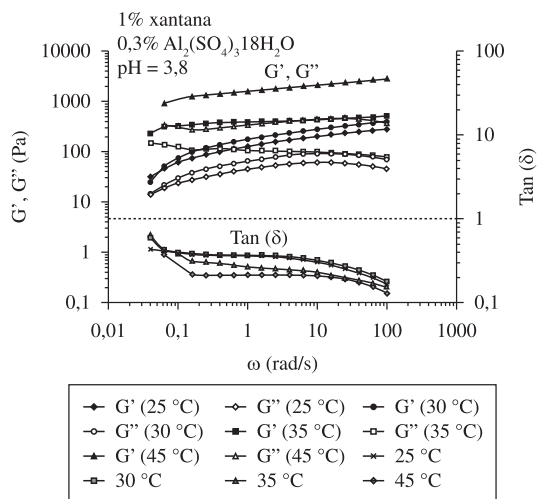 1% xantana
0,3% Al₂(SO₄)₃18H₂O
pH = 3,8
G', G"
10000
1000
100
10
1
0,1
G', G" (Pa)
100
10
1
0,1
Tan (δ)
Tan (δ)
0,01 0,1 1 10 100 1000
ω (rad/s)
G' (25 °C) G" (25 °C) G' (30 °C)
G" (30 °C) G' (35 °C) G" (35 °C)
G' (45 °C) G" (45 °C) 25 °C
30 °C 35 °C 45 °C